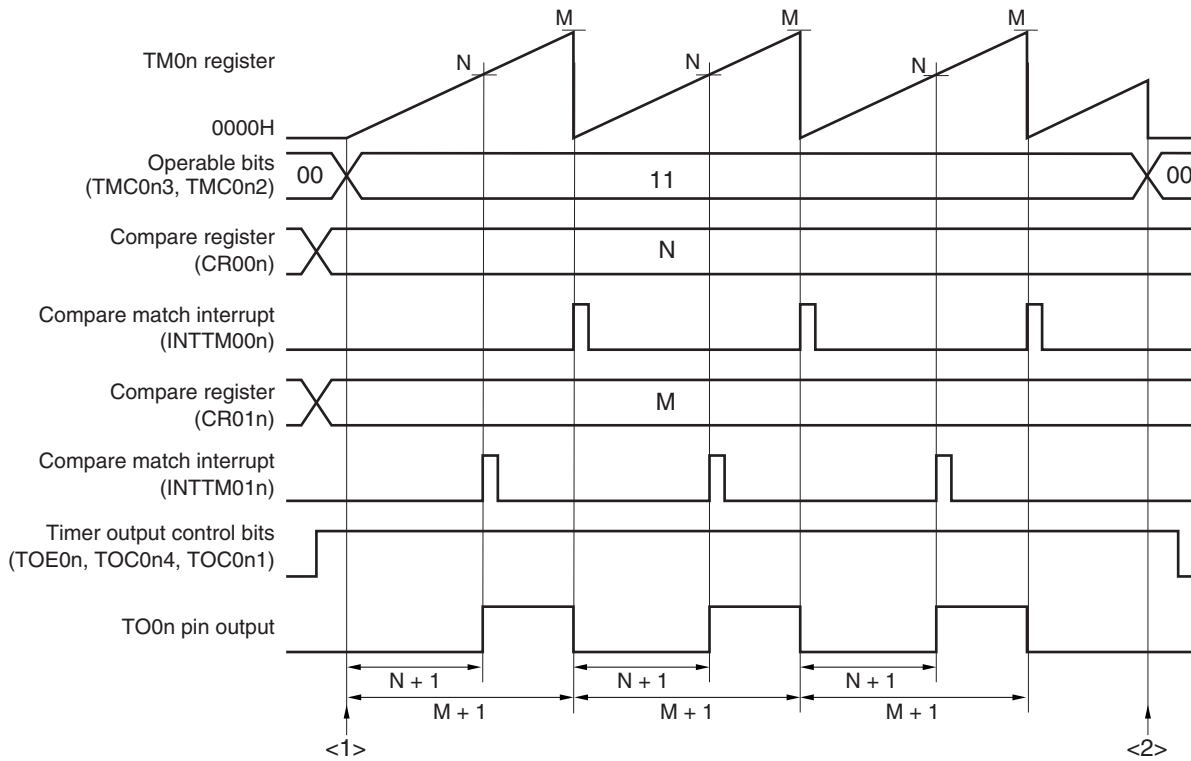 M M M
N N N
TM0n register
0000H
Operable bits
(TMC0n3, TMC0n2)
00 11 00
Compare register
(CR00n)
N
Compare match interrupt
(INTTM00n)
Compare register
(CR01n)
M
Compare match interrupt
(INTTM01n)
Timer output control bits
(TOE0n, TOC0n4, TOC0n1)
TO0n pin output
N + 1 N + 1 N + 1
M + 1 M + 1 M + 1
<1> <2>